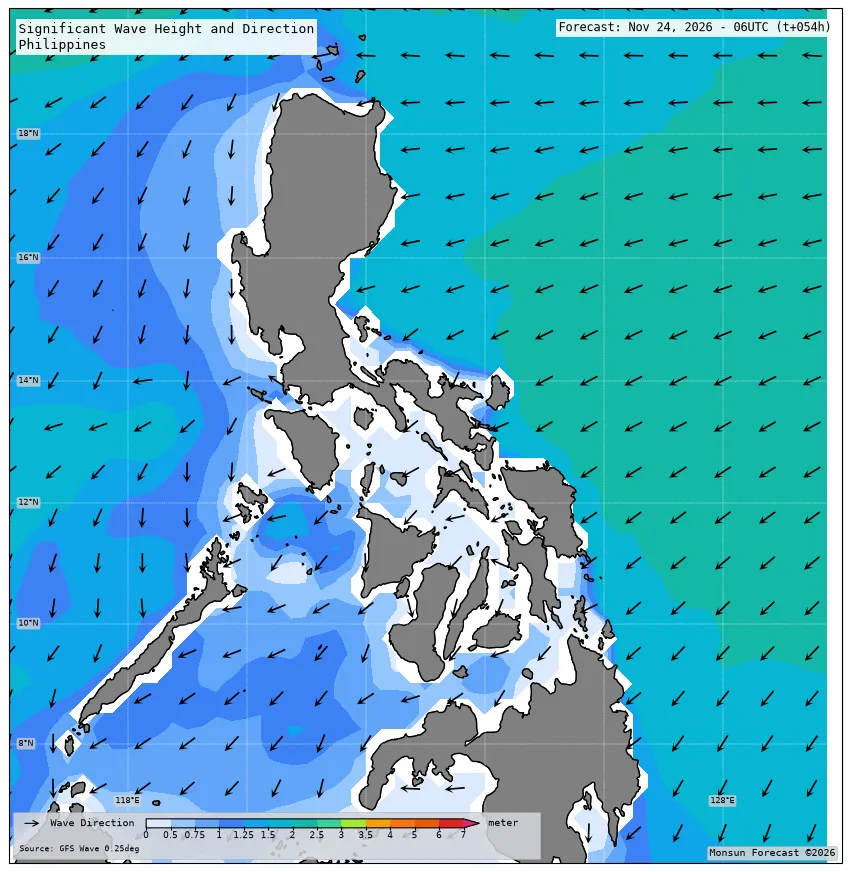 Significant Wave Height and Direction
Philippines
Forecast: Nov 24, 2026 - 06UTC (t+054h)
18°N
16°N
14°N
12°N
10°N
8°N
118°E
128°E
Wave Direction
0 0.5 0.75 1 1.25 1.5 2 2.5 3 3.5 4 5 6 7
meter
Source: GFS Wave 0.25deg
Monsun Forecast ©2026